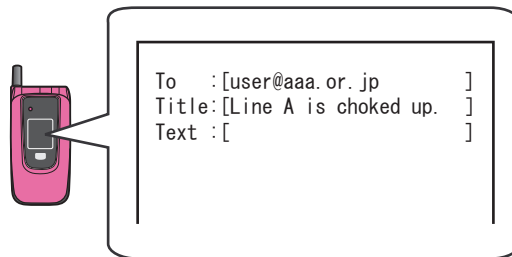 To   :[user@aaa.or.jp        ]
Title:[Line A is choked up.  ]
Text :[                      ]